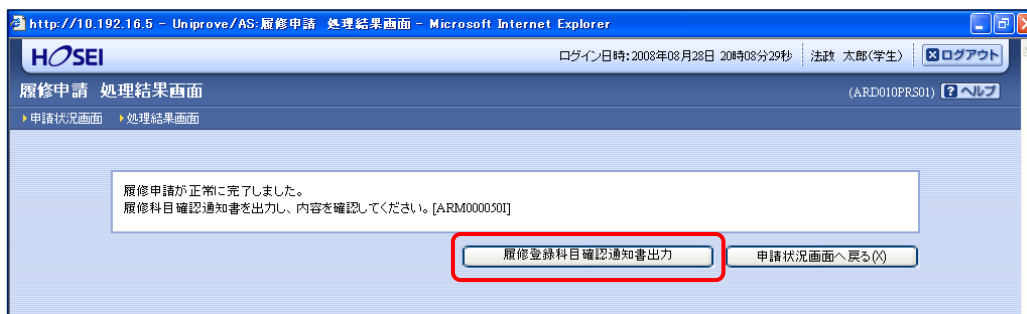 http://10.192.16.5 - Uniprove/AS:履修申請 処理結果画面 - Microsoft Internet Explorer
HOSEI
ログイン日時:2008年08月28日 20時08分29秒 法政 太郎(学生) ログアウト
履修申請 処理結果画面
(ARD010PRS01) ? ヘルプ
申請状況画面 処理結果画面
履修申請が正常に完了しました。
履修科目確認通知書を出力し、内容を確認してください。[ARM000050I]
履修登録科目確認通知書出力 申請状況画面へ戻る(X)